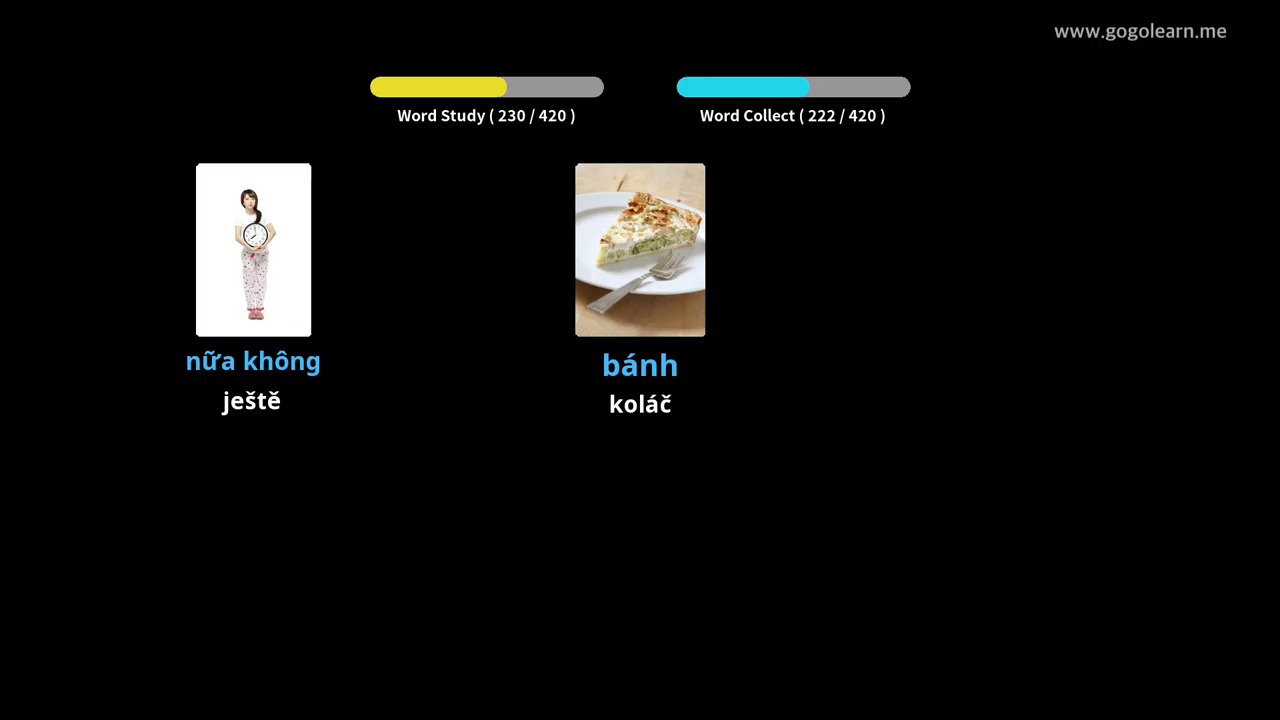 www.gogolearn.me
Word Study ( 230 / 420 )
Word Collect ( 222 / 420 )
nữa không
ještě
bánh
koláč